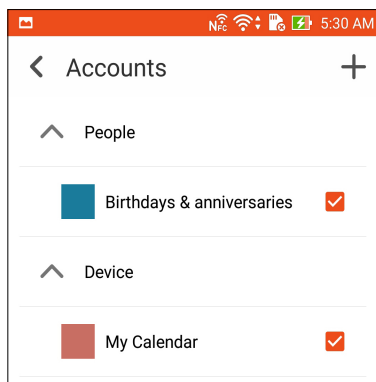 NFC 5:30 AM
Accounts
People
Birthdays & anniversaries
Device
My Calendar